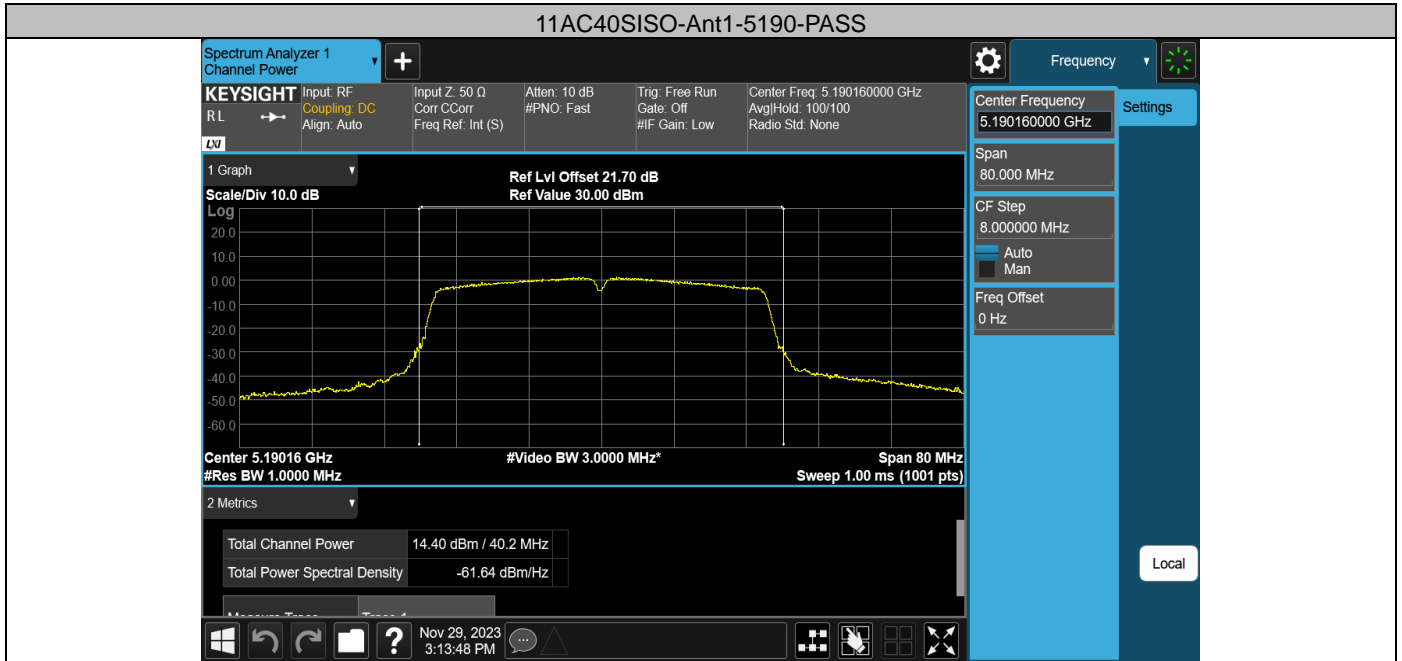 11AC40SISO-Ant1-5190-PASS
Spectrum Analyzer 1
Channel Power
Frequency
KEYSIGHT
R L
LXI
Input: RF
Coupling: DC
Align: Auto
Input Z: 50 Ω
Corr CCorr
Freq Ref: Int (S)
Atten: 10 dB
#PNO: Fast
Trig: Free Run
Gate: Off
#IF Gain: Low
Center Freq: 5.190160000 GHz
Avg|Hold: 100/100
Radio Std: None
Center Frequency
5.190160000 GHz
Settings
Span
80.000 MHz
CF Step
8.000000 MHz
Auto
Man
Freq Offset
0 Hz
1 Graph
Scale/Div 10.0 dB
Ref Lvl Offset 21.70 dB
Ref Value 30.00 dBm
Log
20.0
10.0
0.00
-10.0
-20.0
-30.0
-40.0
-50.0
-60.0
Center 5.19016 GHz
#Video BW 3.0000 MHz*
Span 80 MHz
#Res BW 1.0000 MHz
Sweep 1.00 ms (1001 pts)
2 Metrics
Total Channel Power 14.40 dBm / 40.2 MHz
Total Power Spectral Density -61.64 dBm/Hz
Local
Nov 29, 2023
3:13:48 PM